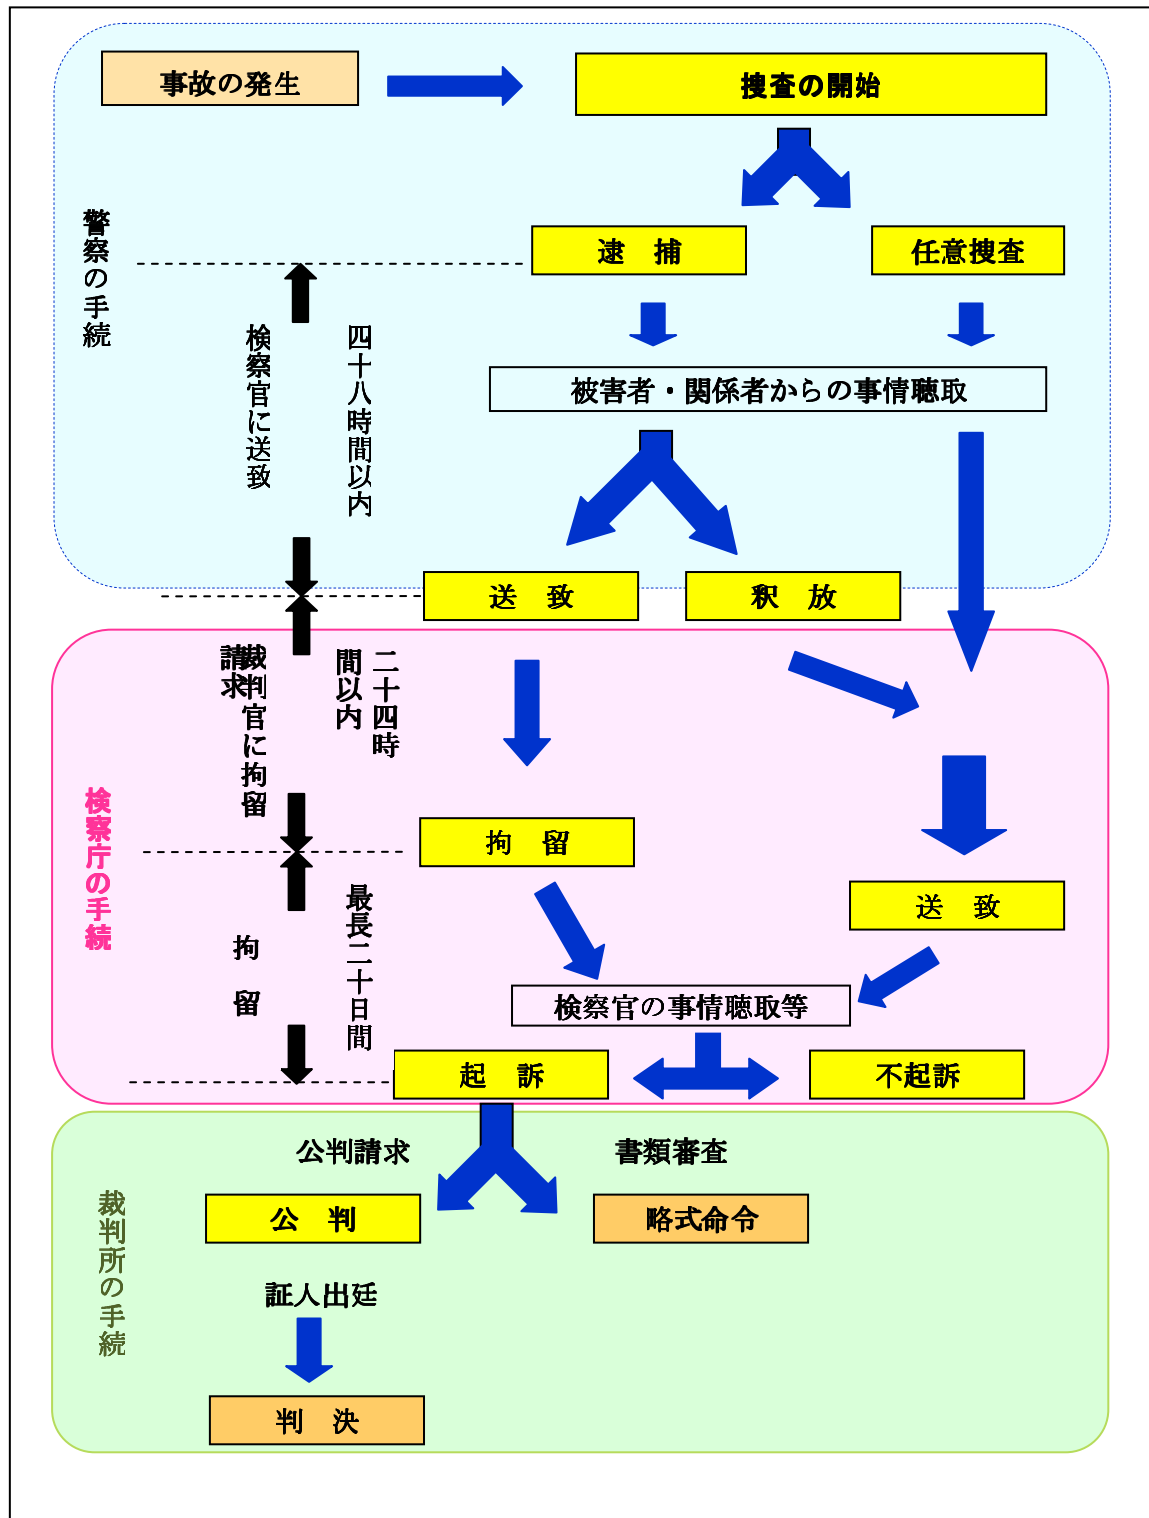 事故の発生
捜査の開始
警察の手続
逮　捕
任意捜査
四十八時間以内
検察官に送致
被害者・関係者からの事情聴取
送　致
釈　放
二十四時
間以内
裁判官に拘留
請求
検察庁の手続
拘　留
送　致
最長二十日間
拘　留
検察官の事情聴取等
起　訴
不起訴
公判請求
書類審査
裁判所の手続
公　判
略式命令
証人出廷
判　決